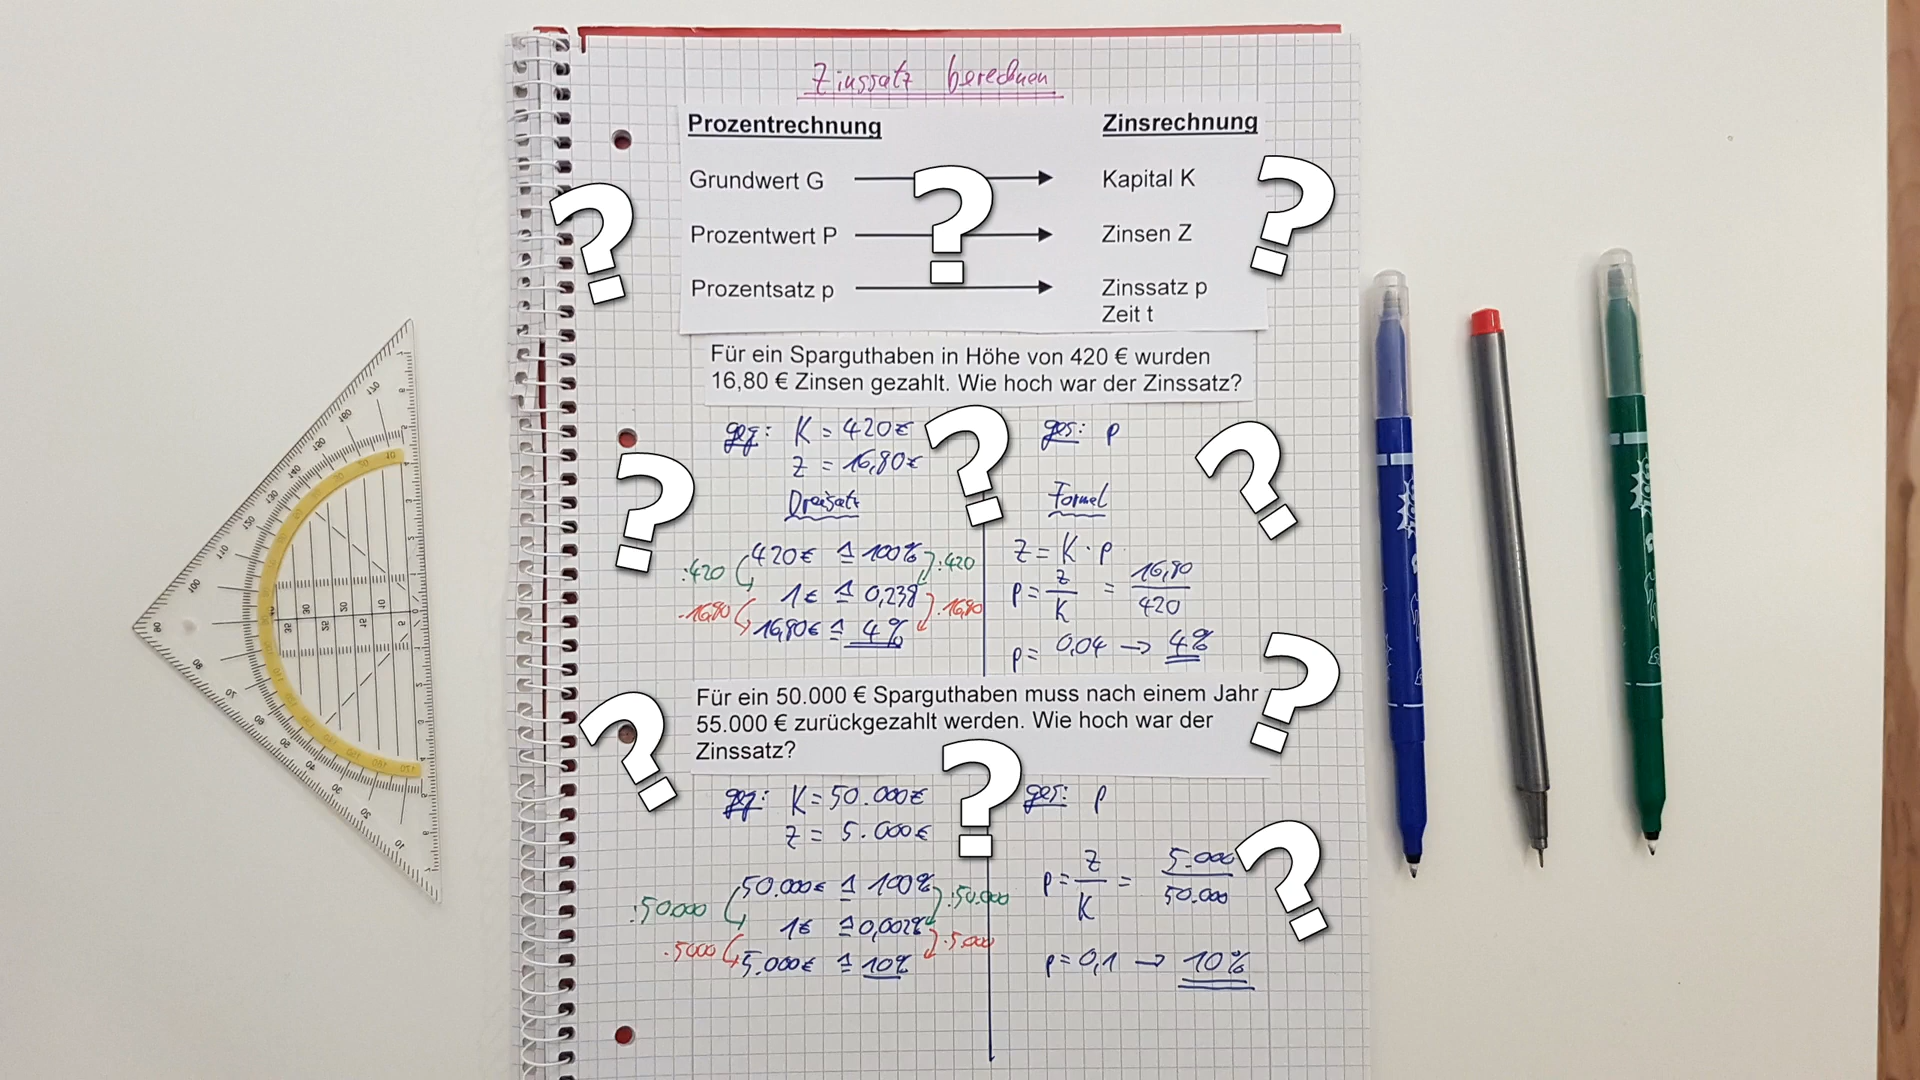 Zinssatz berechnen
Prozentrechnung Zinsrechnung
Grundwert G Kapital K
Prozentwert P Zinsen Z
Prozentsatz p Zinssatz p
Zeit t
Für ein Sparguthaben in Höhe von 420 € wurden
16,80 € Zinsen gezahlt. Wie hoch war der Zinssatz?
geg: K = 420€ ges: p
Z = 16,80€
Dreisatz Formel
:420 420€ ≙ 100% :420
1€ ≙ 0,238
·16,80 16,80€ ≙ 4% ·16,80
Z = K · p
p = Z/K = 16,80/420
p = 0,04 → 4%
Für ein 50.000 € Sparguthaben muss nach einem Jahr
55.000 € zurückgezahlt werden. Wie hoch war der
Zinssatz?
geg: K = 50.000€ ges: p
Z = 5.000€
:50000 50.000€ ≙ 100% :50.000
1€ ≙ 0,002%
·5000 5.000€ ≙ 10% ·5.000
p = Z/K = 5.000/50.000
p = 0,1 → 10%